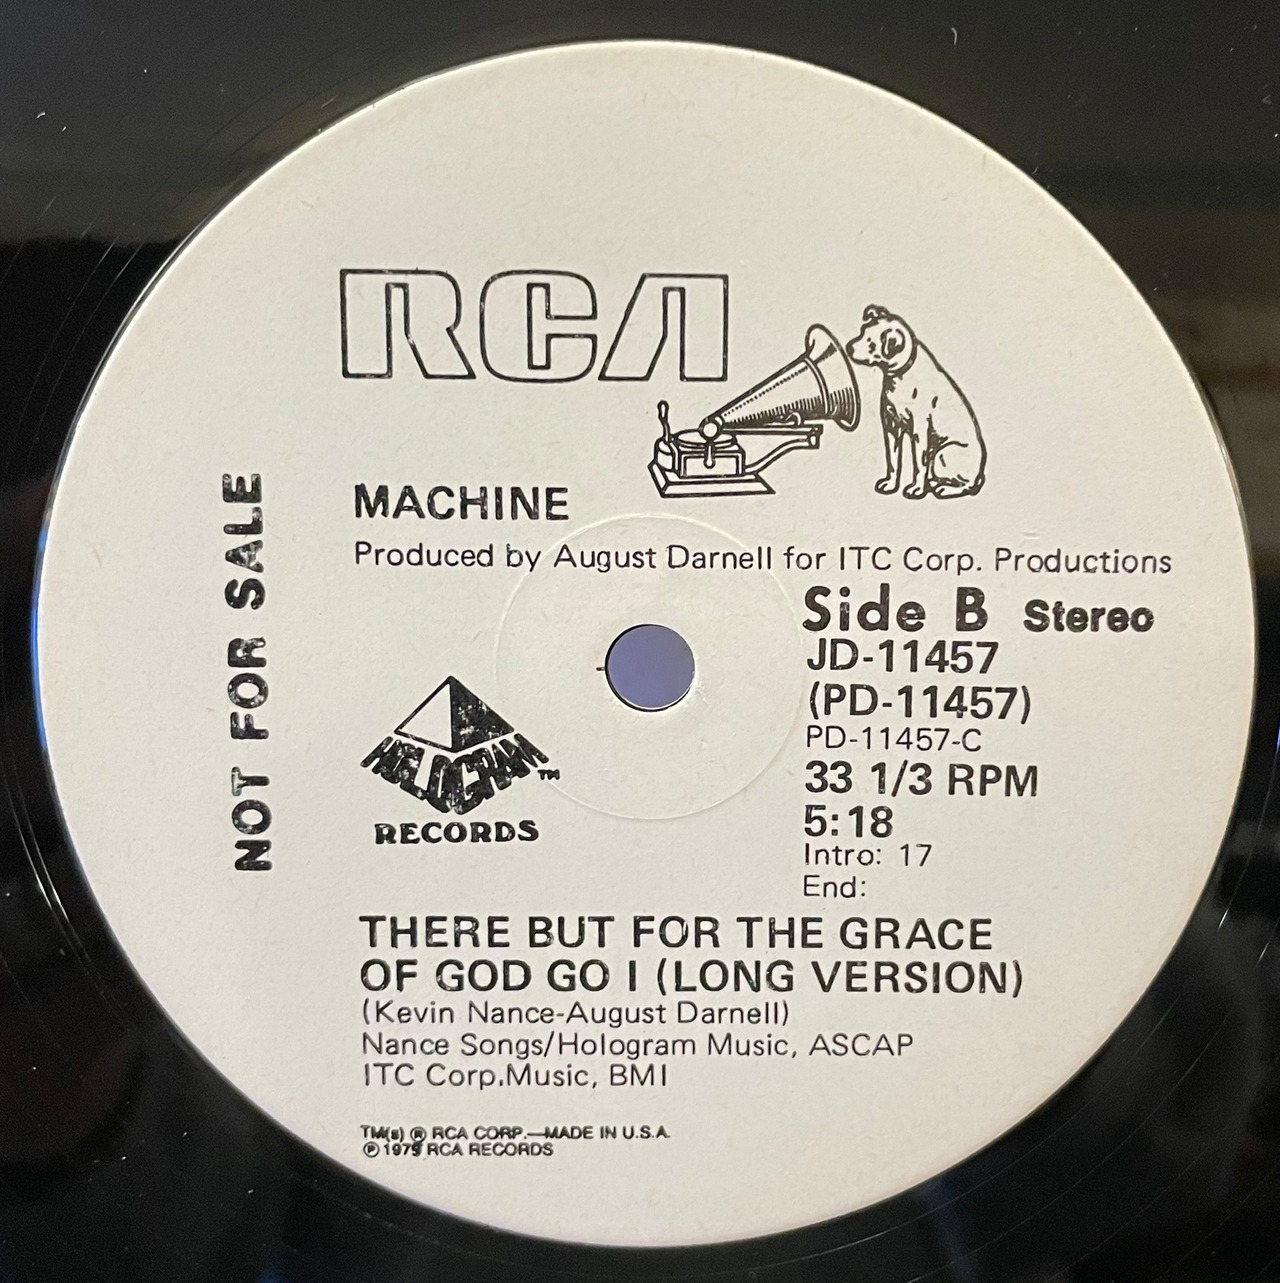 RCA
NOT FOR SALE
MACHINE
Produced by August Darnell for ITC Corp. Productions
Side B Stereo
JD-11457
(PD-11457)
PD-11457-C
33 1/3 RPM
5:18
Intro: 17
End:
HOLOGRAM™
RECORDS
THERE BUT FOR THE GRACE
OF GOD GO I (LONG VERSION)
(Kevin Nance-August Darnell)
Nance Songs/Hologram Music, ASCAP
ITC Corp.Music, BMI
TM(s) ® RCA CORP.—MADE IN U.S.A.
℗ 1979 RCA RECORDS